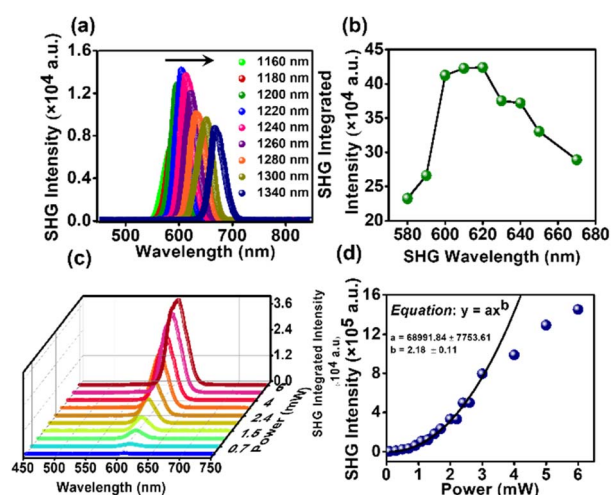 (a)
SHG Intensity (×10⁴ a.u.)
1.6
1.2
0.8
0.4
0.0
1160 nm
1180 nm
1200 nm
1220 nm
1240 nm
1260 nm
1280 nm
1300 nm
1340 nm
500
600
700
800
Wavelength (nm)
(b)
SHG Integrated
Intensity (×10⁴ a.u.)
45
40
35
30
25
20
580
600
620
640
660
680
SHG Wavelength (nm)
(c)
3.6
2.4
1.2
0.0
SHG Integrated Intensity
×10⁴ a.u.
6
4
2.4
1.5
0.7
Power (mW)
450
500
550
600
650
700
750
Wavelength (nm)
(d)
SHG Intensity (×10⁵ a.u.)
16
12
8
4
0
Equation: y = axᵇ
a = 68991.84 ± 7753.61
b = 2.18 ± 0.11
0
1
2
3
4
5
6
Power (mW)